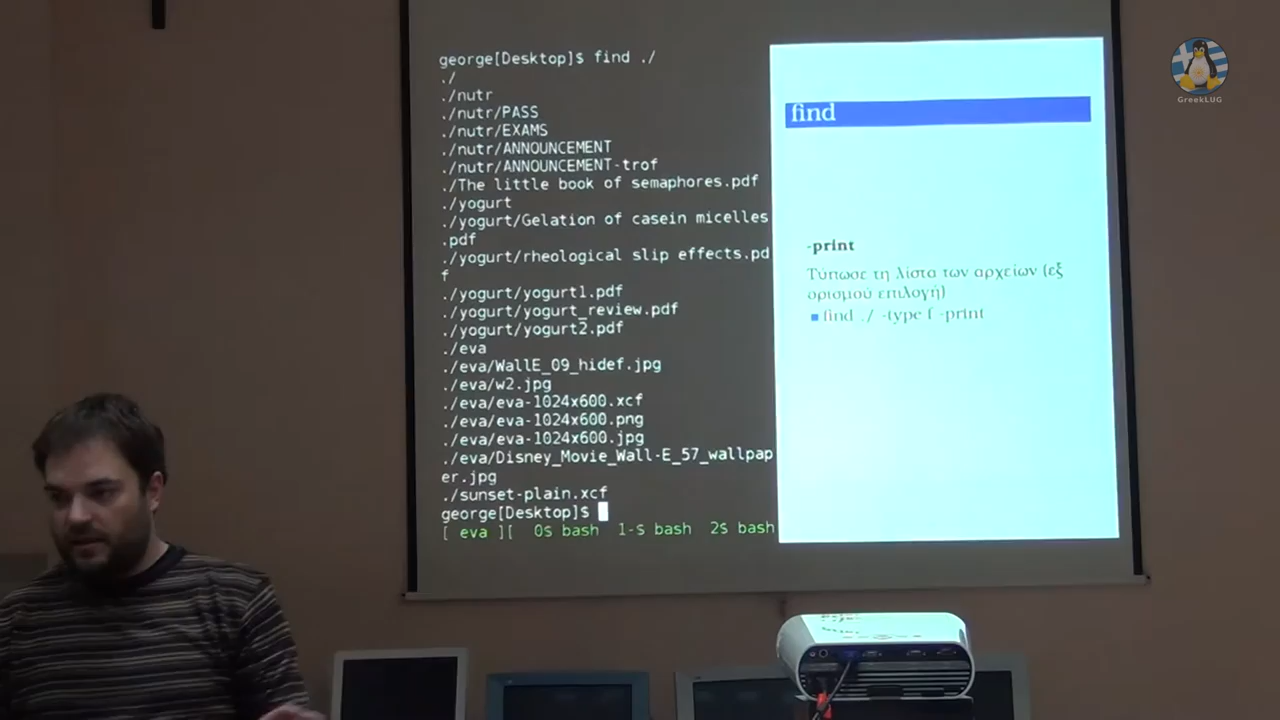 george[Desktop]$ find ./
./
./nutr
./nutr/PASS
./nutr/EXAMS
./nutr/ANNOUNCEMENT
./nutr/ANNOUNCEMENT-trof
./The little book of semaphores.pdf
./yogurt
./yogurt/Gelation of casein micelles
.pdf
./yogurt/rheological slip effects.pd
f
./yogurt/yogurt1.pdf
./yogurt/yogurt_review.pdf
./yogurt/yogurt2.pdf
./eva
./eva/WallE_09_hidef.jpg
./eva/w2.jpg
./eva/eva-1024x600.xcf
./eva/eva-1024x600.png
./eva/eva-1024x600.jpg
./eva/Disney_Movie_Wall-E_57_wallpap
er.jpg
./sunset-plain.xcf
george[Desktop]$
[ eva ][ 0$ bash 1-$ bash 2$ bash
find
-print
Τύπωσε τη λίστα των αρχείων (εξ
ορισμού επιλογή)
find ./ -type f -print
GreekLUG